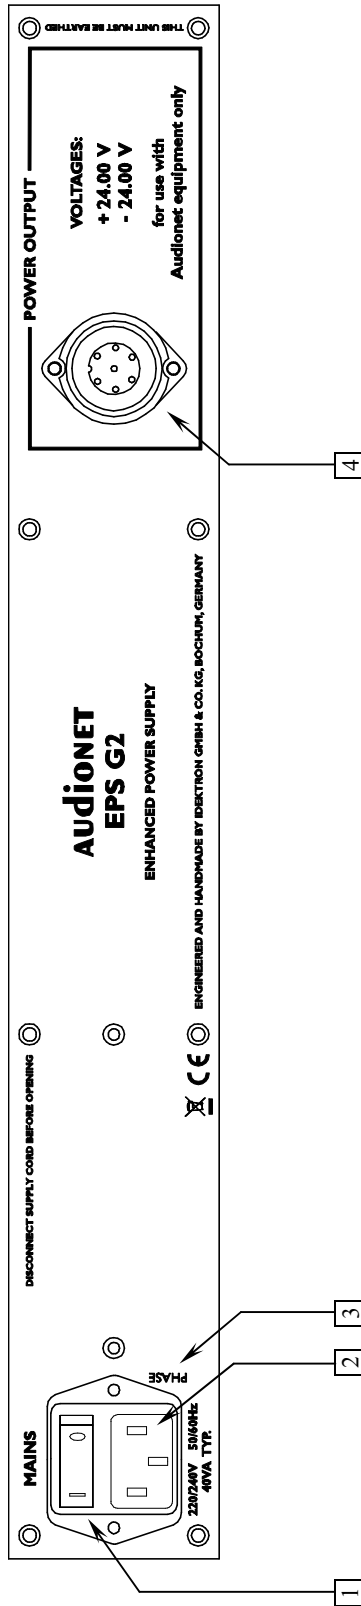 MAINS
220/240V 50/60Hz
40VA TYP.
PHASE
DISCONNECT SUPPLY CORD BEFORE OPENING
CE
AUDIONET
EPS G2
ENHANCED POWER SUPPLY
ENGINEERED AND HANDMADE BY IDEKTRON GMBH & CO. KG, BOCHUM, GERMANY
POWER OUTPUT
VOLTAGES:
+ 24.00 V
- 24.00 V
for use with
Audionet equipment only
THIS UNIT MUST BE EARTHED
1
2
3
4